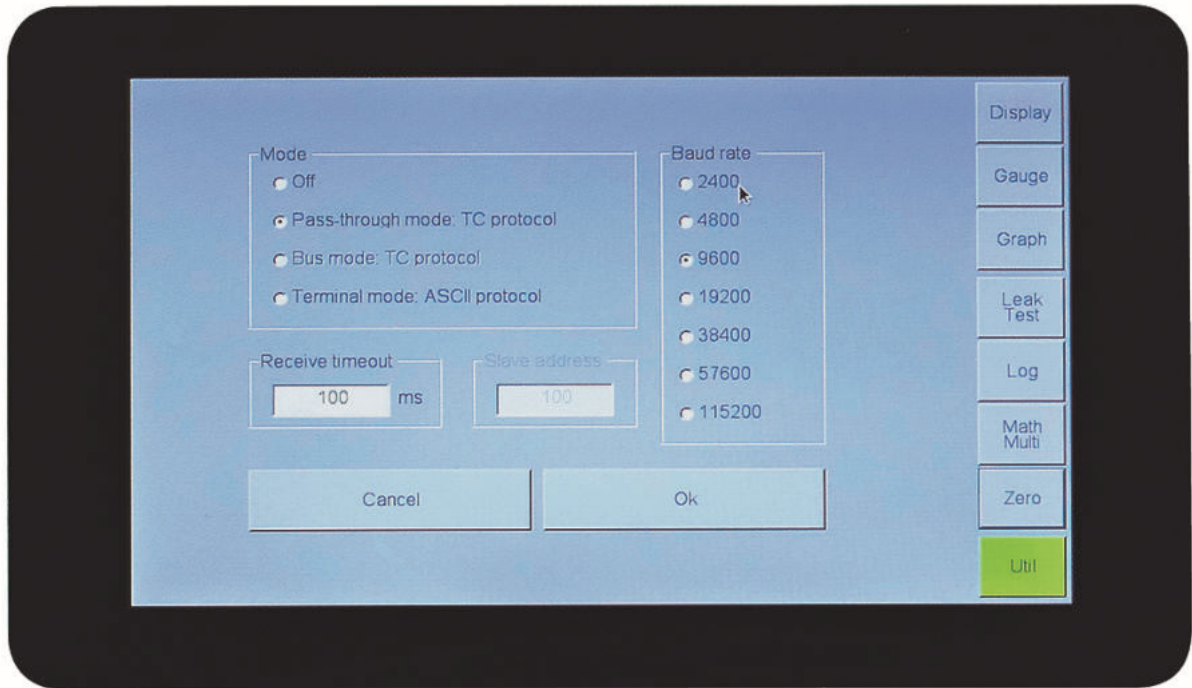 Mode
Off
Pass-through mode: TC protocol
Bus mode: TC protocol
Terminal mode: ASCII protocol
Receive timeout
100 ms
Slave address
100
Baud rate
2400
4800
9600
19200
38400
57600
115200
Cancel
Ok
Display
Gauge
Graph
Leak
Test
Log
Math
Multi
Zero
Util